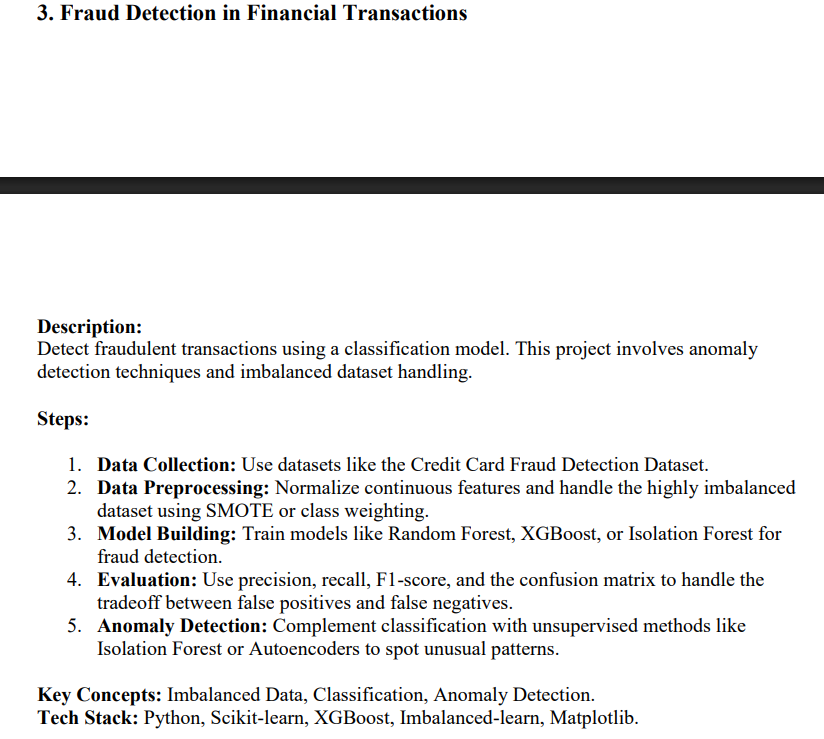 3. Fraud Detection in Financial Transactions
Description:
Detect fraudulent transactions using a classification model. This project involves anomaly
detection techniques and imbalanced dataset handling.
Steps:
1. Data Collection: Use datasets like the Credit Card Fraud Detection Dataset.
2. Data Preprocessing: Normalize continuous features and handle the highly imbalanced
dataset using SMOTE or class weighting.
3. Model Building: Train models like Random Forest, XGBoost, or Isolation Forest for
fraud detection.
4. Evaluation: Use precision, recall, F1-score, and the confusion matrix to handle the
tradeoff between false positives and false negatives.
5. Anomaly Detection: Complement classification with unsupervised methods like
Isolation Forest or Autoencoders to spot unusual patterns.
Key Concepts: Imbalanced Data, Classification, Anomaly Detection.
Tech Stack: Python, Scikit-learn, XGBoost, Imbalanced-learn, Matplotlib.